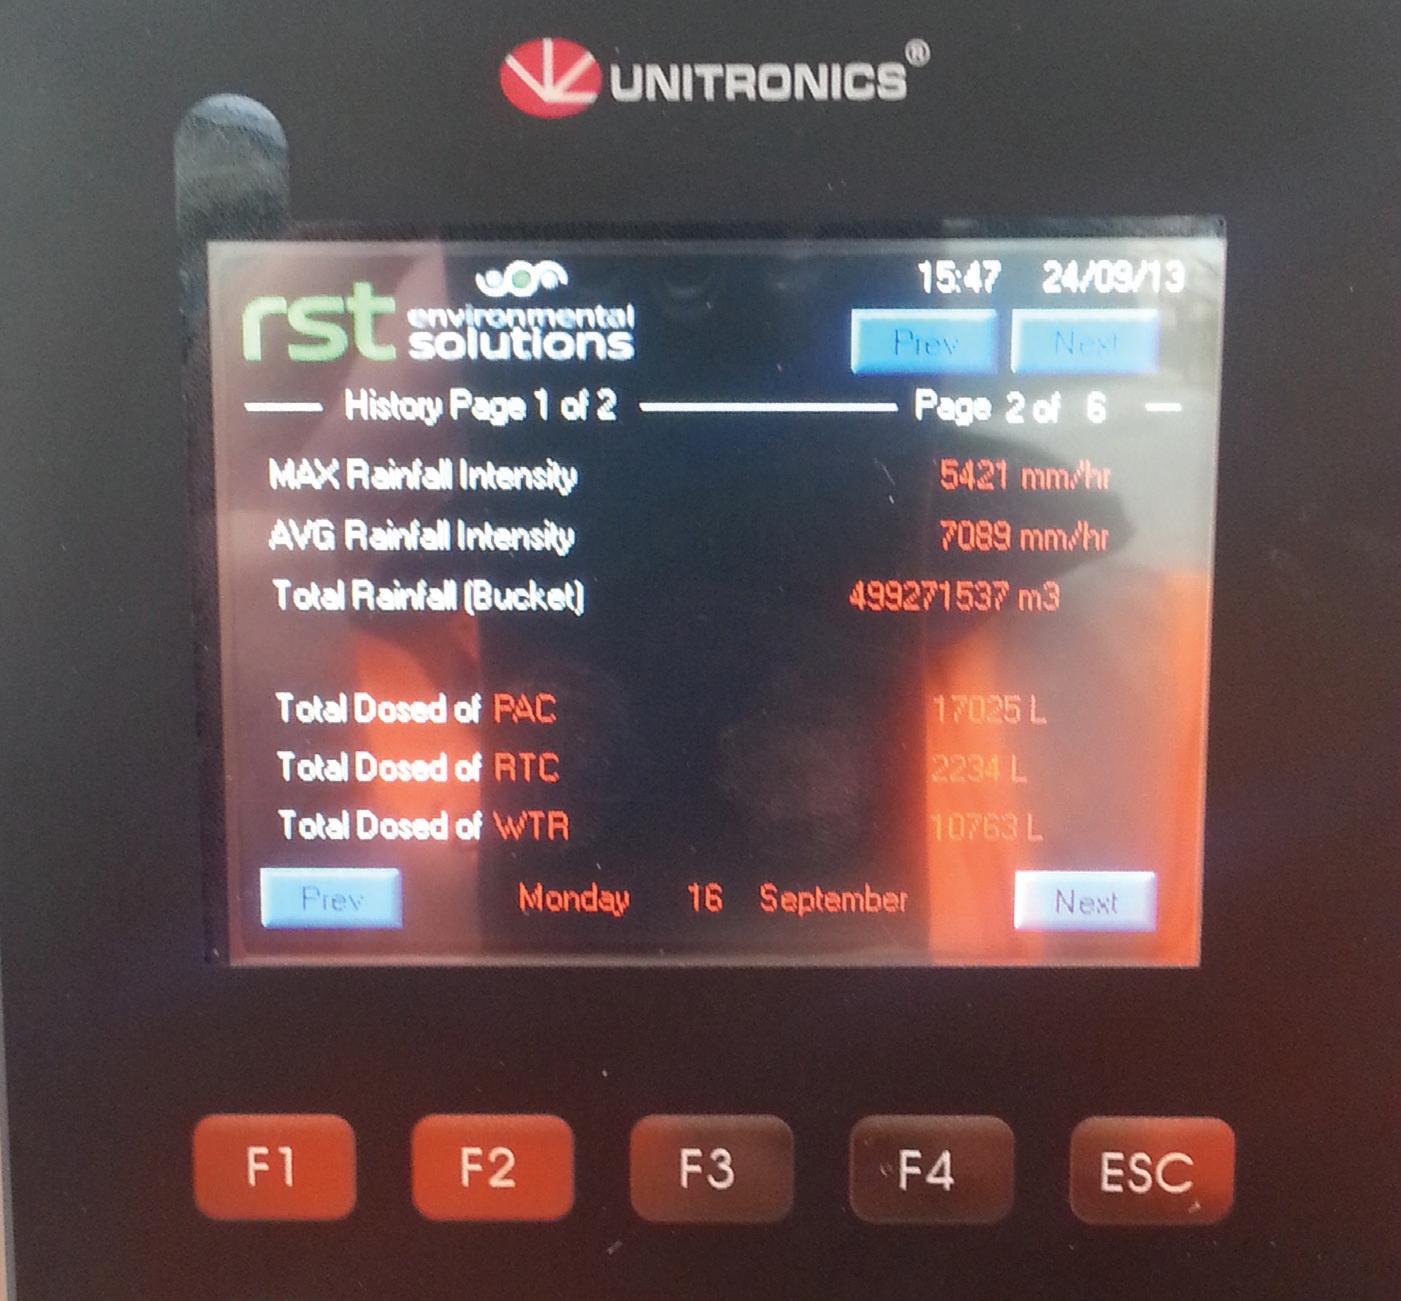 UNITRONICS®
15:47 24/09/13
rst environmental solutions
Prev Next
History Page 1 of 2 Page 2 of 6
MAX Rainfall Intensity 5421 mm/hr
AVG Rainfall Intensity 7089 mm/hr
Total Rainfall (Bucket) 499271537 m3
Total Dosed of PAC 17025 L
Total Dosed of RTC 2234 L
Total Dosed of WTR 10763 L
Prev Monday 16 September Next
F1 F2 F3 F4 ESC